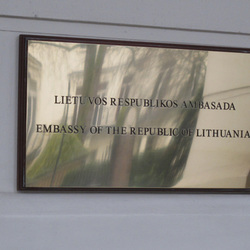 LIETUVOS RESPUBLIKOS AMBASADA
EMBASSY OF THE REPUBLIC OF LITHUANIA